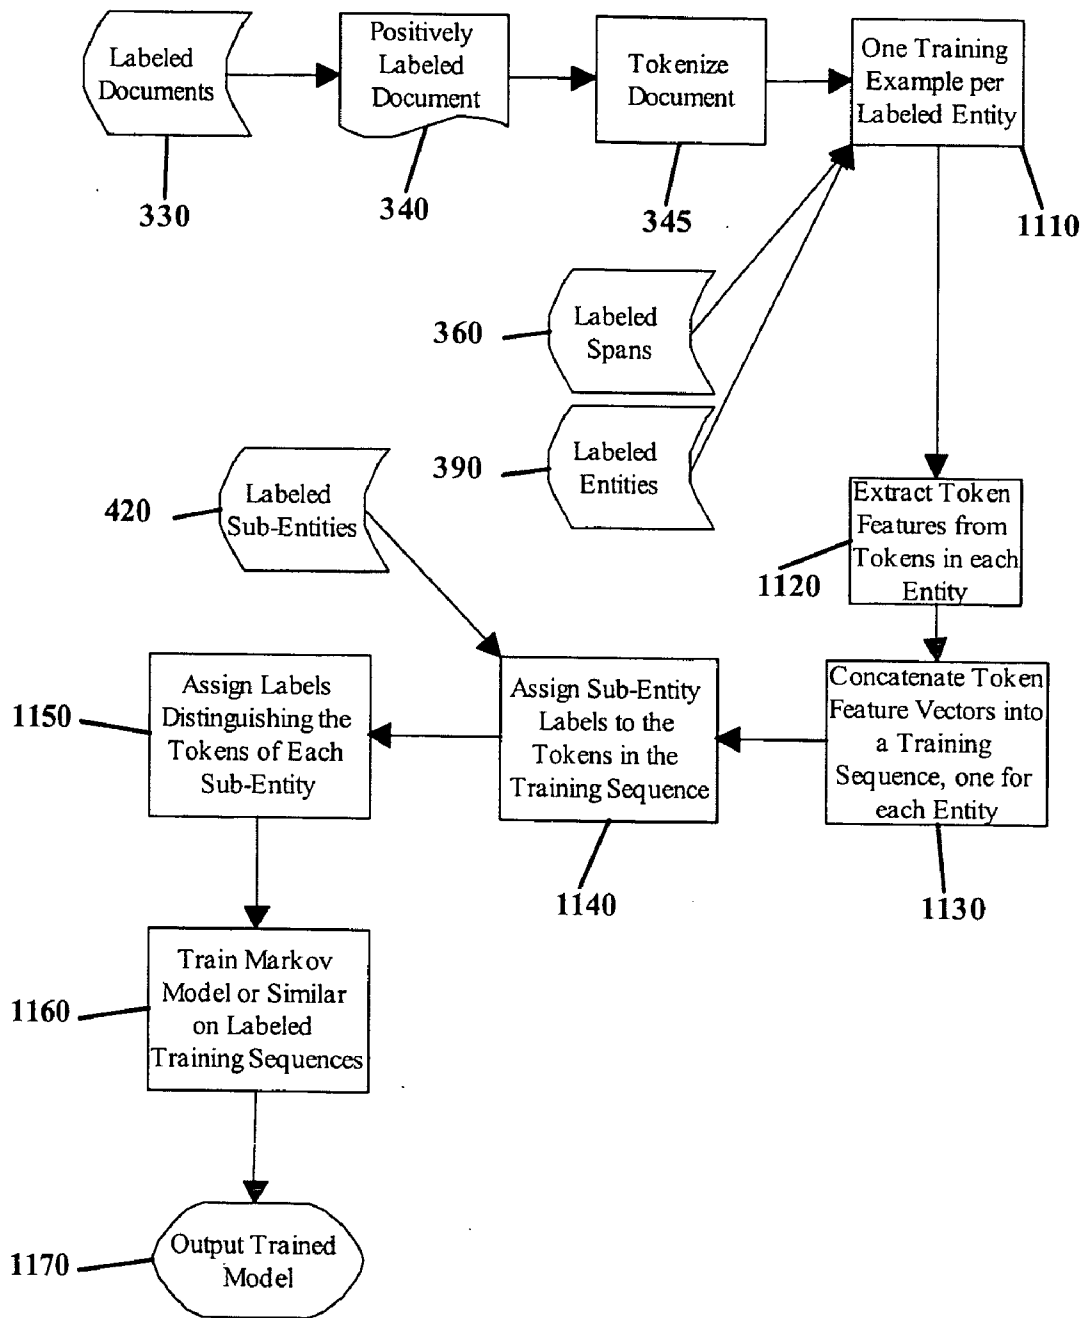 Labeled
Documents
330
Positively
Labeled
Document
340
Tokenize
Document
345
One Training
Example per
Labeled Entity
1110
360
Labeled
Spans
390
Labeled
Entities
420
Labeled
Sub-Entities
Extract Token
Features from
Tokens in each
Entity
1120
Concatenate Token
Feature Vectors into
a Training
Sequence, one for
each Entity
1130
Assign Sub-Entity
Labels to the
Tokens in the
Training Sequence
1140
1150
Assign Labels
Distinguishing the
Tokens of Each
Sub-Entity
1160
Train Markov
Model or Similar
on Labeled
Training Sequences
1170
Output Trained
Model